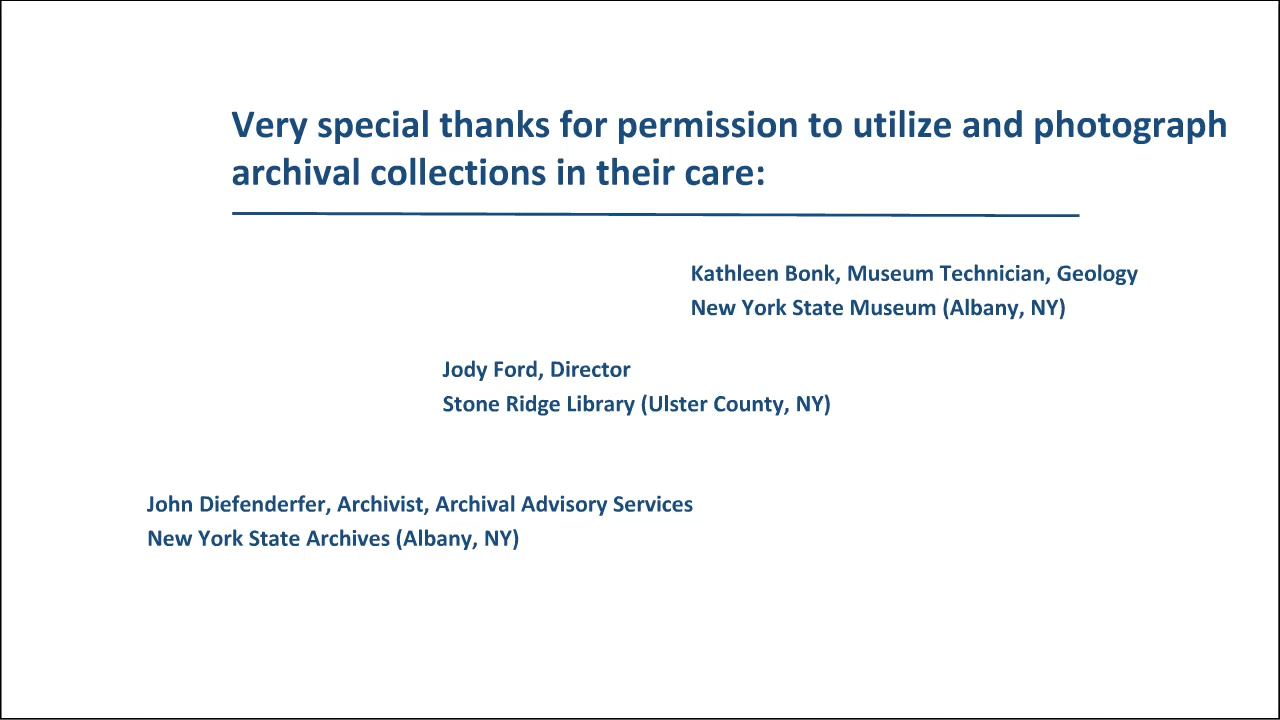 Very special thanks for permission to utilize and photograph
archival collections in their care:
Kathleen Bonk, Museum Technician, Geology
New York State Museum (Albany, NY)
Jody Ford, Director
Stone Ridge Library (Ulster County, NY)
John Diefenderfer, Archivist, Archival Advisory Services
New York State Archives (Albany, NY)